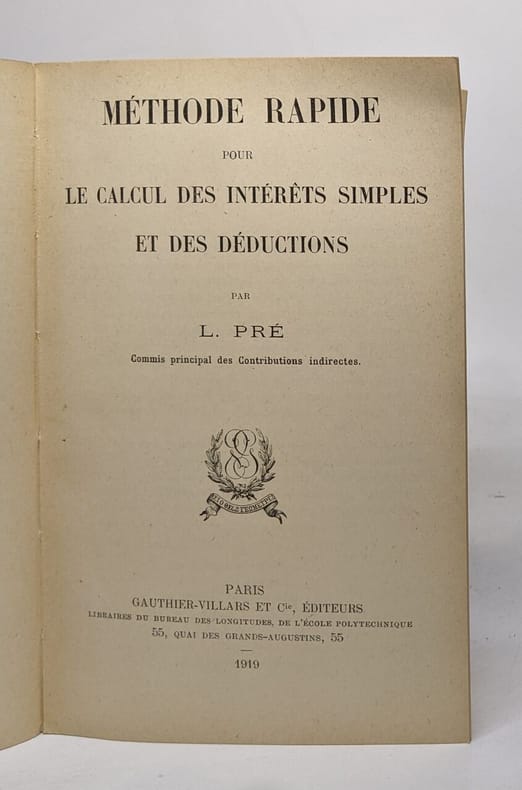 MÉTHODE RAPIDE
POUR
LE CALCUL DES INTÉRÊTS SIMPLES
ET DES DÉDUCTIONS
PAR
L. PRÉ
Commis principal des Contributions indirectes.
PARIS
GAUTHIER-VILLARS ET Cie, ÉDITEURS
LIBRAIRES DU BUREAU DES LONGITUDES, DE L'ÉCOLE POLYTECHNIQUE
55, QUAI DES GRANDS-AUGUSTINS, 55
1919